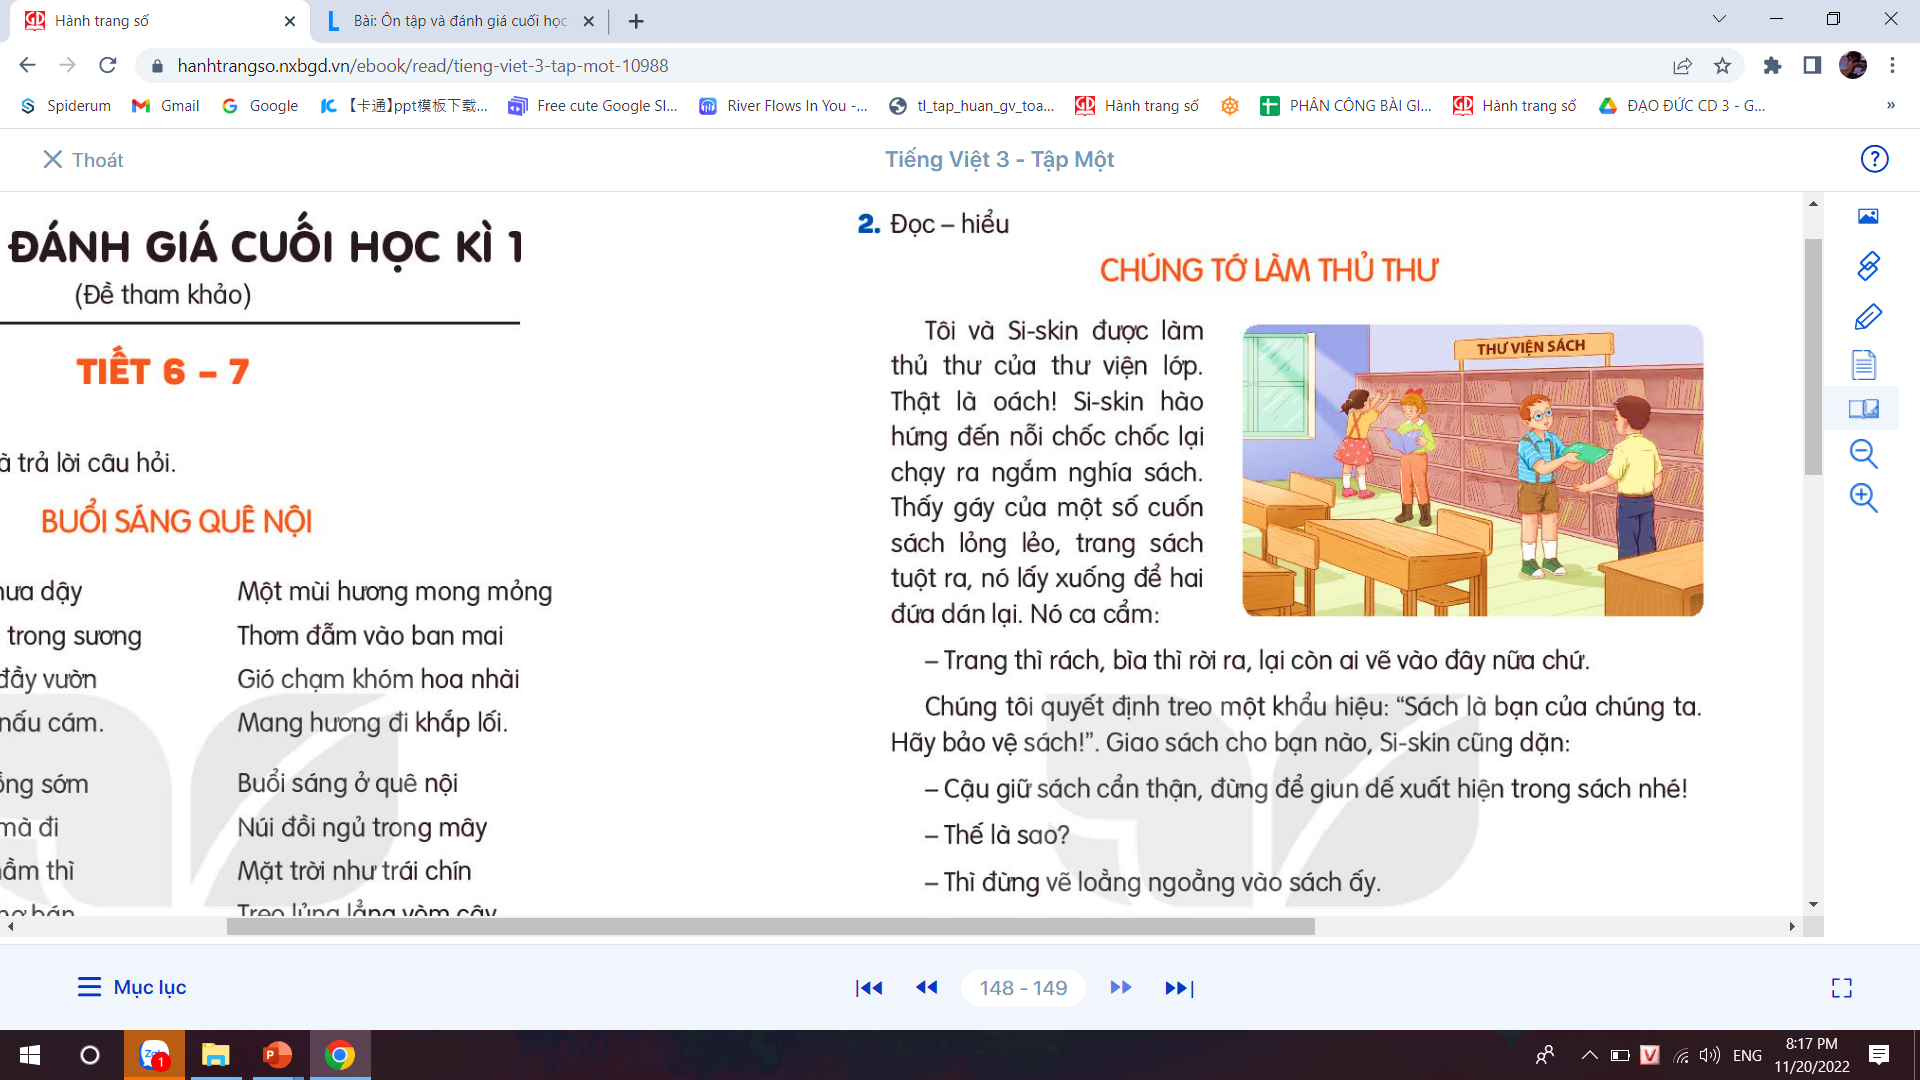 Hành trang số
Bài: Ôn tập và đánh giá cuối học
hanhtrangso.nxbgd.vn/ebook/read/tieng-viet-3-tap-mot-10988
Spiderum
Gmail
Google
【卡通】ppt模板下载...
Free cute Google Sl...
River Flows In You -...
tl_tap_huan_gv_toa...
Hành trang số
PHÂN CÔNG BÀI GI...
Hành trang số
ĐẠO ĐỨC CD 3 - G...
»
Thoát
Tiếng Việt 3 - Tập Một
?
ĐÁNH GIÁ CUỐI HỌC KÌ 1
(Đề tham khảo)
TIẾT 6 – 7
à trả lời câu hỏi.
BUỔI SÁNG QUÊ NỘI
ưa dậy
trong sương
đầy vườn
nấu cám.
ồng sớm
mà đi
ầm thì
bán
Một mùi hương mong mỏng
Thơm đẫm vào ban mai
Gió chạm khóm hoa nhài
Mang hương đi khắp lối.
Buổi sáng ở quê nội
Núi đồi ngủ trong mây
Mặt trời như trái chín
Treo lủng lẳng vòm cây
2. Đọc – hiểu
CHÚNG TỚ LÀM THỦ THƯ
Tôi và Si-skin được làm
thủ thư của thư viện lớp.
Thật là oách! Si-skin hào
hứng đến nỗi chốc chốc lại
chạy ra ngắm nghía sách.
Thấy gáy của một số cuốn
sách lỏng lẻo, trang sách
tuột ra, nó lấy xuống để hai
đứa dán lại. Nó ca cẩm:
THƯ VIỆN SÁCH
– Trang thì rách, bìa thì rời ra, lại còn ai vẽ vào đây nữa chứ.
Chúng tôi quyết định treo một khẩu hiệu: “Sách là bạn của chúng ta.
Hãy bảo vệ sách!”. Giao sách cho bạn nào, Si-skin cũng dặn:
– Cậu giữ sách cẩn thận, đừng để giun dế xuất hiện trong sách nhé!
– Thế là sao?
– Thì đừng vẽ loằng ngoằng vào sách ấy.
Mục lục
148 - 149
ENG
8:17 PM
11/20/2022